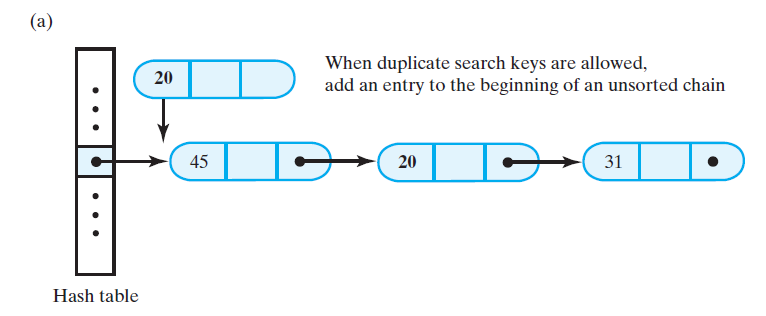 (a)
When duplicate search keys are allowed,
add an entry to the beginning of an unsorted chain
20
45 20 31
Hash table